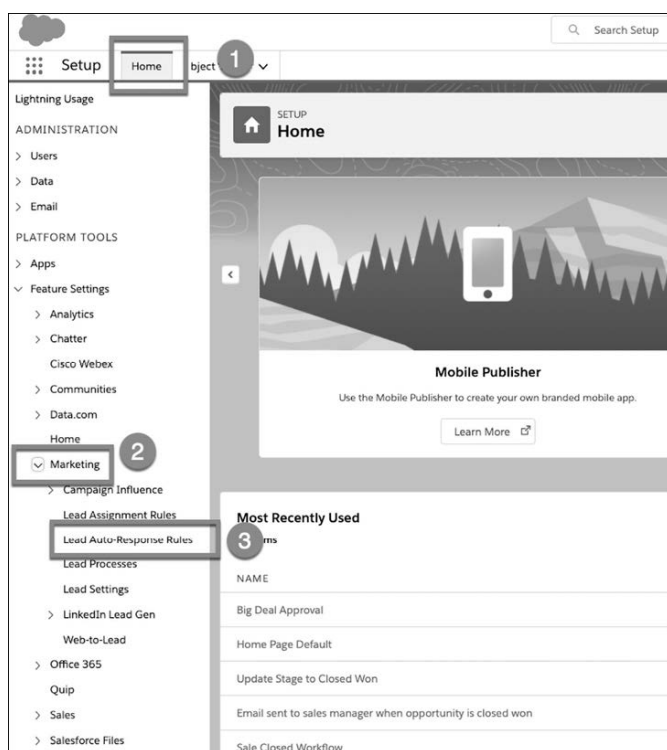 Search Setup
Setup
Home
bject
1
Lightning Usage
ADMINISTRATION
Users
Data
Email
PLATFORM TOOLS
Apps
Feature Settings
Analytics
Chatter
Cisco Webex
Communities
Data.com
Home
2
Marketing
Campaign Influence
Lead Assignment Rules
Lead Auto-Response Rules
3
Lead Processes
Lead Settings
LinkedIn Lead Gen
Web-to-Lead
Office 365
Quip
Sales
Salesforce Files
SETUP
Home
Mobile Publisher
Use the Mobile Publisher to create your own branded mobile app.
Learn More
Most Recently Used
ms
NAME
Big Deal Approval
Home Page Default
Update Stage to Closed Won
Email sent to sales manager when opportunity is closed won
Sale Closed Workflow